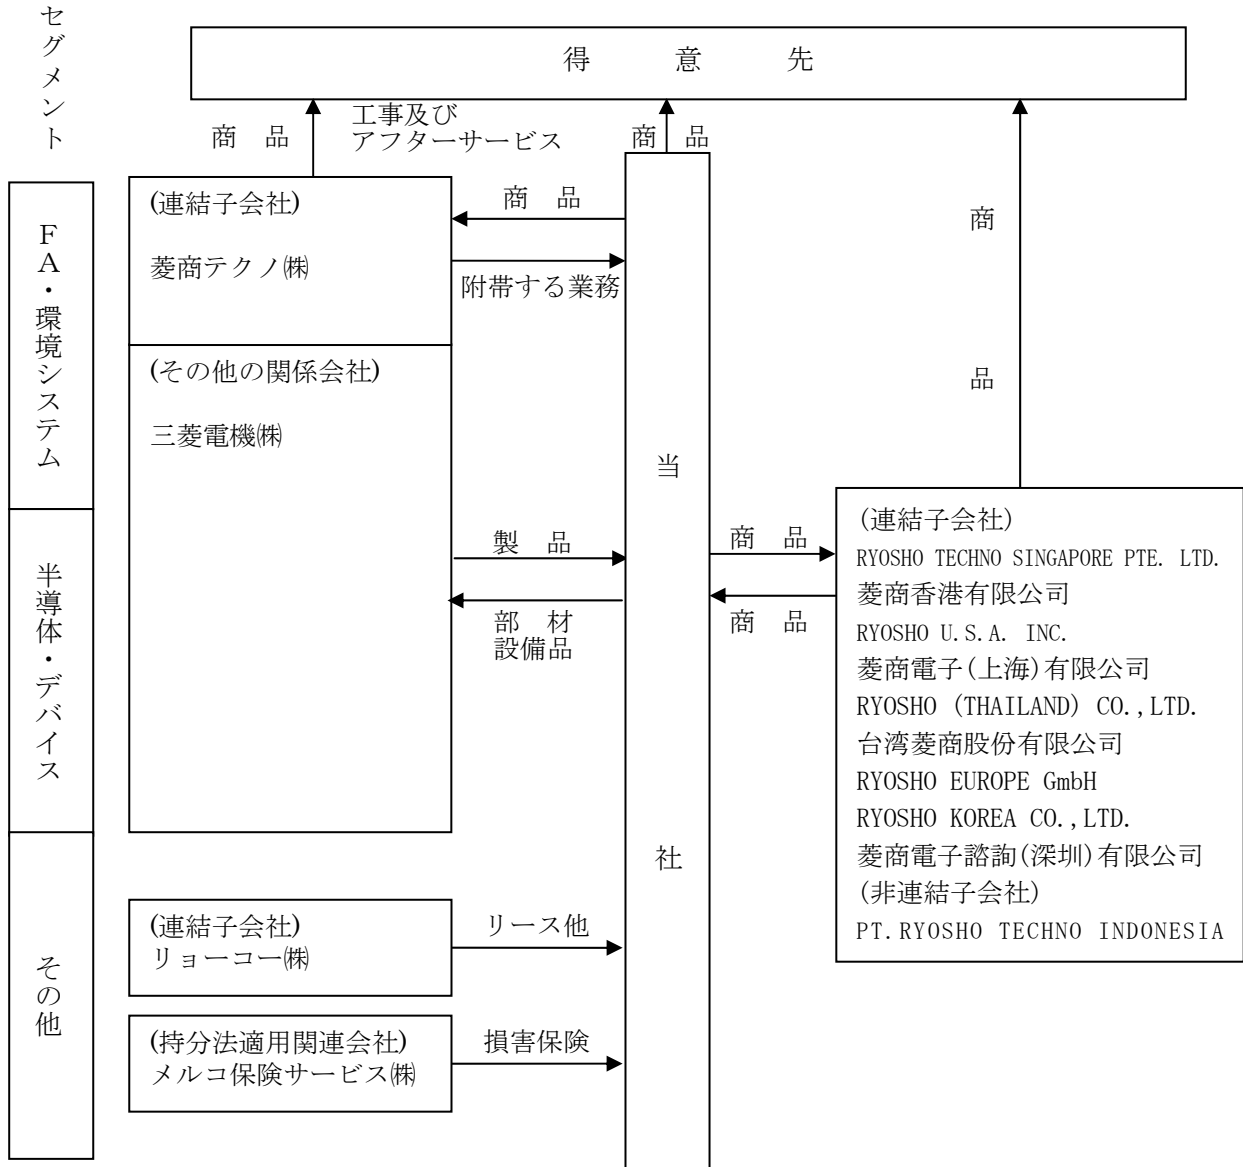 セグメント
得意先
商品
工事及び
アフターサービス
商品
商品
FA・環境システム
半導体・デバイス
その他
(連結子会社)
菱商テクノ㈱
商品
附帯する業務
(その他の関係会社)
三菱電機㈱
製品
部材
設備品
(連結子会社)
リョーコー㈱
リース他
(持分法適用関連会社)
メルコ保険サービス㈱
損害保険
当社
商品
商品
(連結子会社)
RYOSHO TECHNO SINGAPORE PTE. LTD.
菱商香港有限公司
RYOSHO U.S.A. INC.
菱商電子(上海)有限公司
RYOSHO (THAILAND) CO.,LTD.
台湾菱商股份有限公司
RYOSHO EUROPE GmbH
RYOSHO KOREA CO.,LTD.
菱商電子諮詢(深圳)有限公司
(非連結子会社)
PT.RYOSHO TECHNO INDONESIA